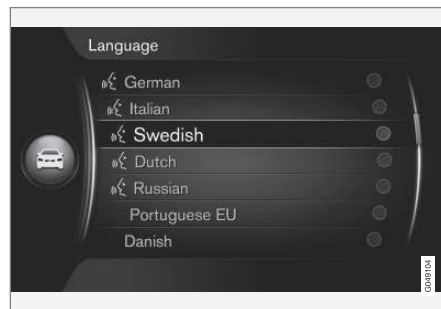 Language
German
Italian
Swedish
Dutch
Russian
Portuguese EU
Danish
G049104